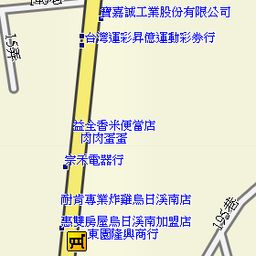 寶嘉誠工業股份有限公司
台灣運彩昇億運動彩券行
15弄
益全香米便當店
肉肉蛋蛋
宗禾電器行
耐肯專業炸雞烏日溪南店
195巷
惠雙房屋烏日溪南加盟店
東園隆興商行